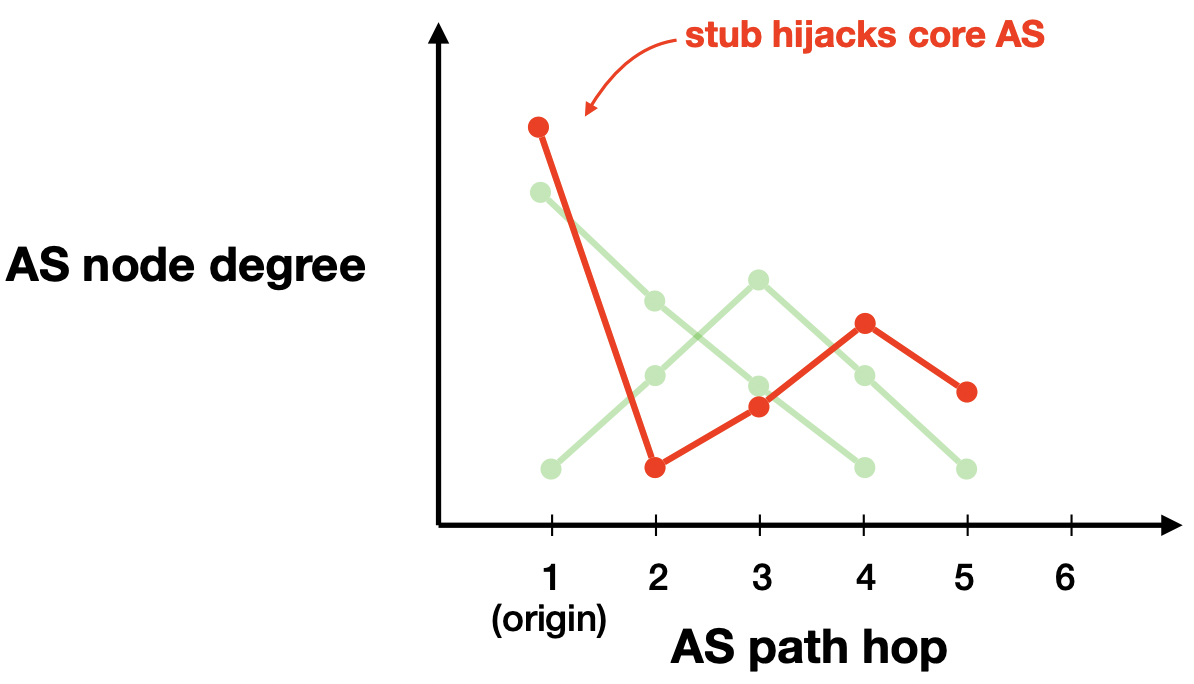 stub hijacks core AS
AS node degree
1 2 3 4 5 6
(origin)
AS path hop